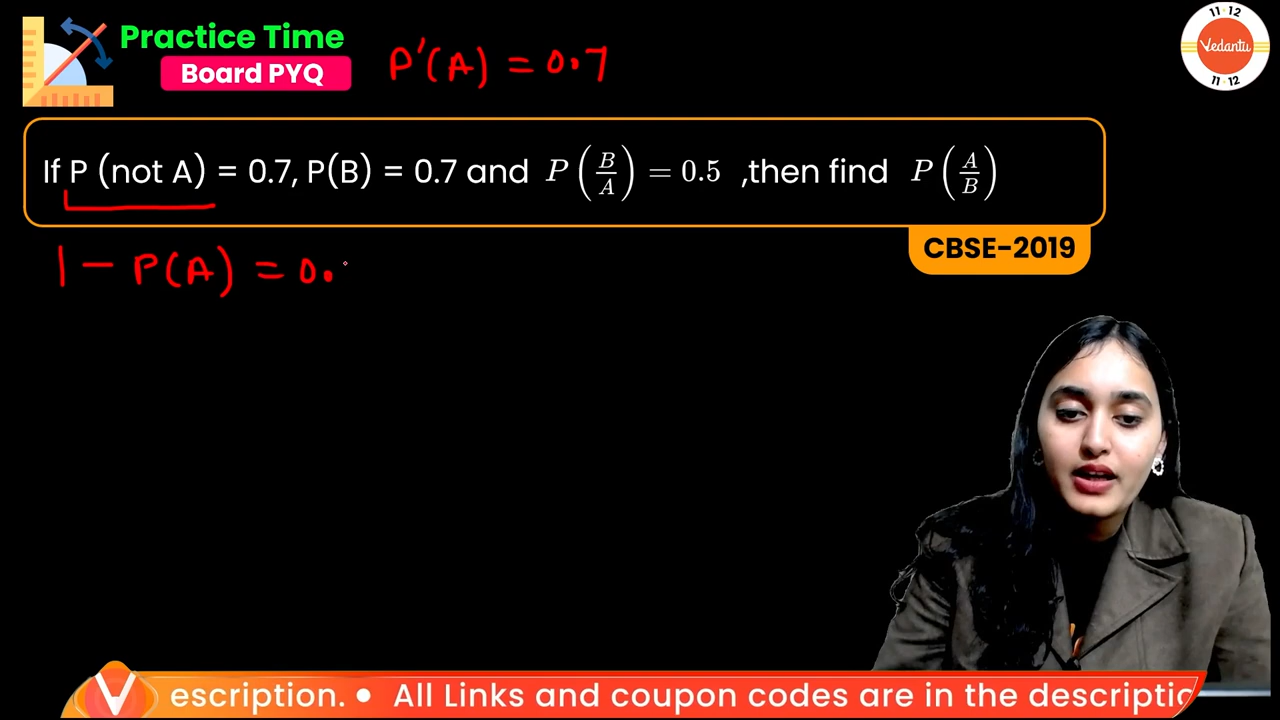 Practice Time
Board PYQ
P'(A) = 0.7
11-12
Vedantu
11-12
If P (not A) = 0.7, P(B) = 0.7 and P(B/A) = 0.5 ,then find P(A/B)
CBSE-2019
1 - P(A) = 0.
V escription. ● All Links and coupon codes are in the descriptic